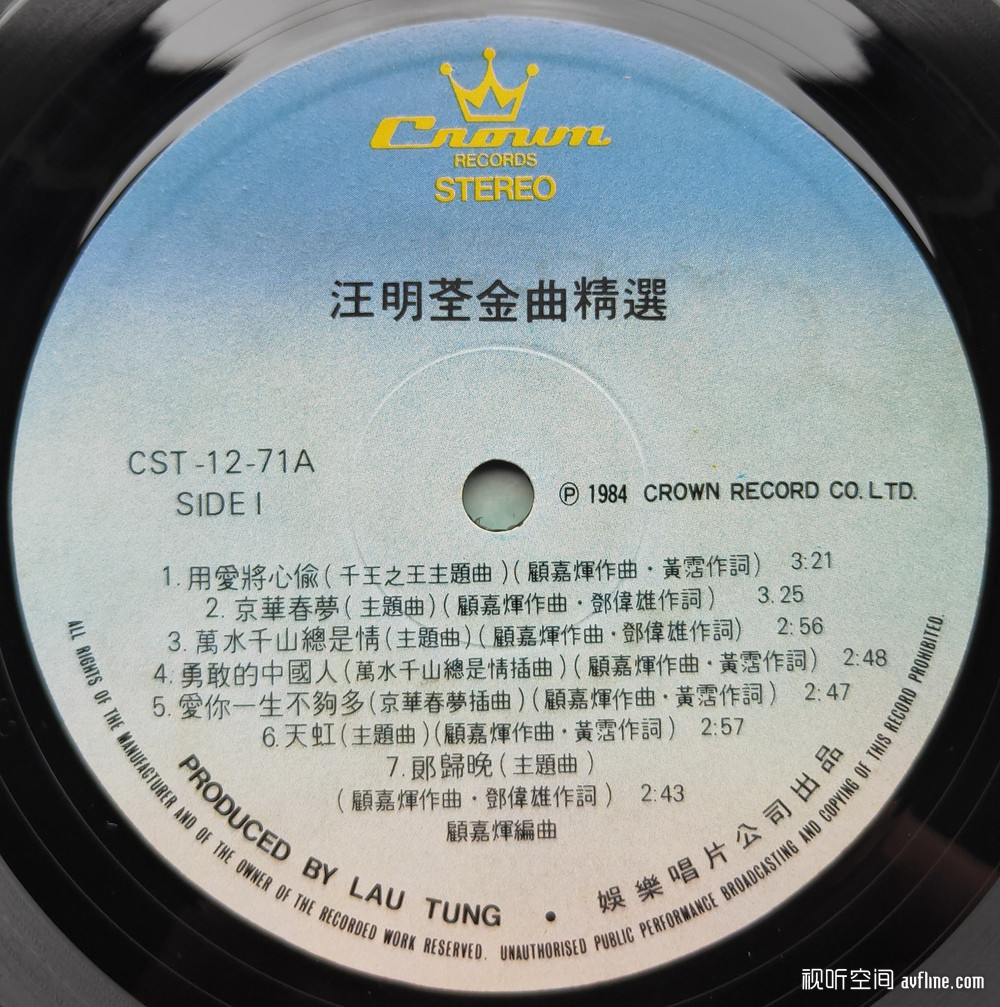 Crown
RECORDS
STEREO
汪明荃金曲精選
CST-12-71A
SIDE I
Ⓟ 1984 CROWN RECORD CO. LTD.
1. 用愛將心偷(千王之王主題曲)(顧嘉煇作曲·黃霑作詞) 3:21
2. 京華春夢(主題曲)(顧嘉煇作曲·鄧偉雄作詞) 3.25
3. 萬水千山總是情(主題曲)(顧嘉煇作曲·鄧偉雄作詞) 2:56
4. 勇敢的中國人(萬水千山總是情插曲)(顧嘉煇作曲·黃霑作詞) 2:48
5. 愛你一生不夠多(京華春夢插曲)(顧嘉煇作曲·黃霑作詞) 2:47
6. 天虹(主題曲)(顧嘉煇作曲·黃霑作詞) 2:57
7. 郎歸晚(主題曲)
(顧嘉煇作曲·鄧偉雄作詞) 2:43
顧嘉煇編曲
PRODUCED BY LAU TUNG • 娛樂唱片公司出品
ALL RIGHTS OF THE MANUFACTURER AND OF THE OWNER OF THE RECORDED WORK RESERVED. UNAUTHORISED PUBLIC PERFORMANCE BROADCASTING AND COPYING OF THIS RECORD PROHIBITED.
视听空间 avfline.com